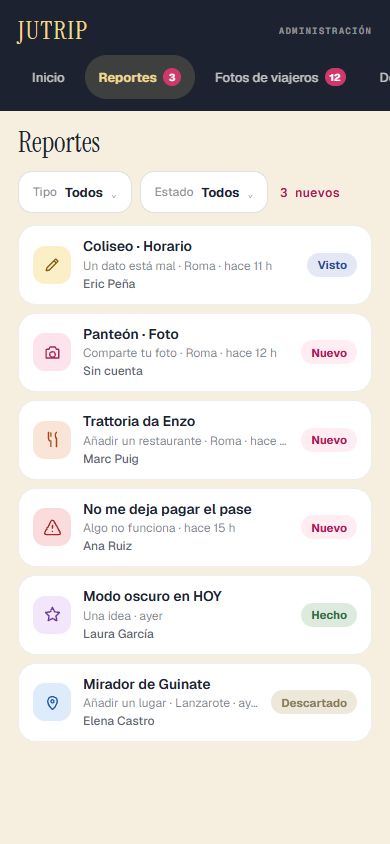 JUTRIP
ADMINISTRACIÓN
Inicio
Reportes 3
Fotos de viajeros 12
Reportes
Tipo Todos
Estado Todos
3 nuevos
Coliseo · Horario
Un dato está mal · Roma · hace 11 h
Eric Peña
Visto
Panteón · Foto
Comparte tu foto · Roma · hace 12 h
Sin cuenta
Nuevo
Trattoria da Enzo
Añadir un restaurante · Roma · hace ...
Marc Puig
Nuevo
No me deja pagar el pase
Algo no funciona · hace 15 h
Ana Ruiz
Nuevo
Modo oscuro en HOY
Una idea · ayer
Laura García
Hecho
Mirador de Guinate
Añadir un lugar · Lanzarote · ay...
Elena Castro
Descartado